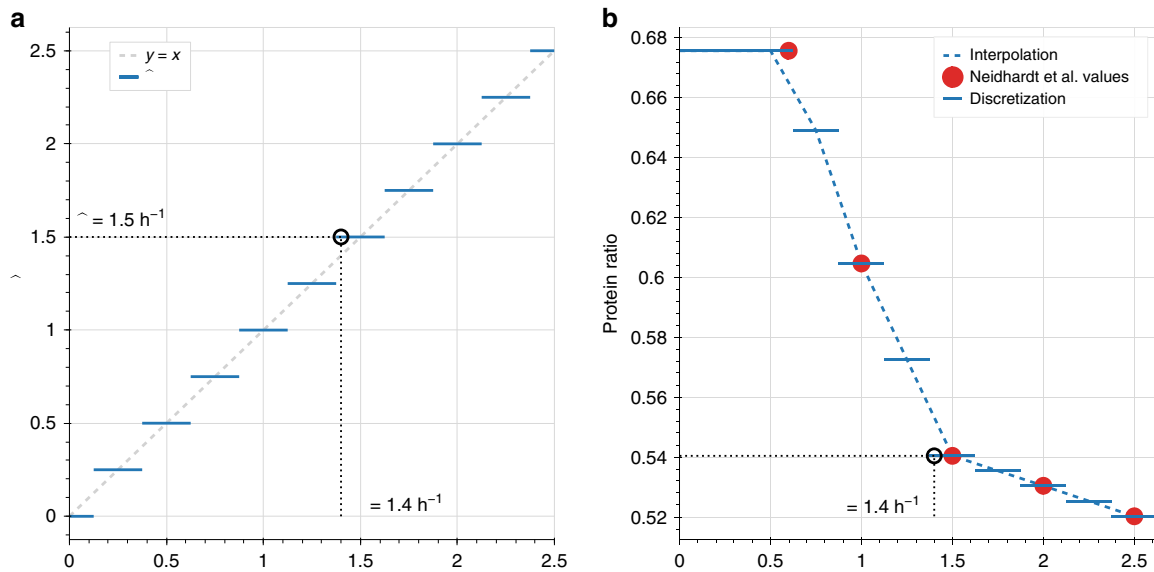 a
2.5
2
1.5
1
0.5
0
y = x
^
^ = 1.5 h⁻¹
^
= 1.4 h⁻¹
0
0.5
1
1.5
2
2.5
b
0.68
0.66
0.64
0.62
0.6
0.58
0.56
0.54
0.52
Protein ratio
Interpolation
Neidhardt et al. values
Discretization
= 1.4 h⁻¹
0
0.5
1.0
1.5
2
2.5